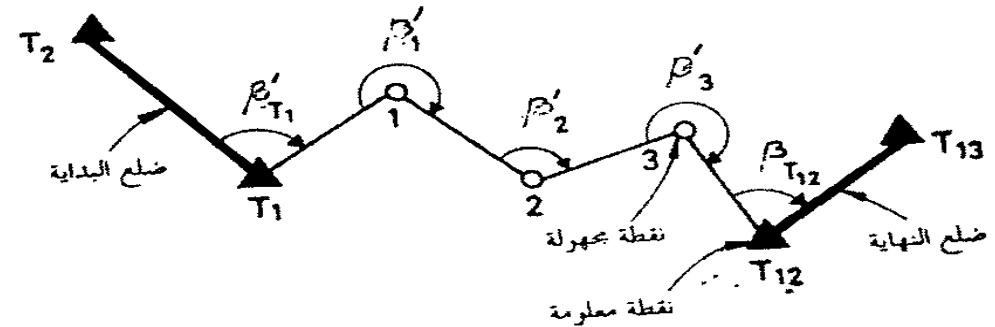 T2
β'T1
β'1
1
β'2
2
β'3
3
βT12
T13
ضلع البداية
T1
نقطة مجهولة
ضلع النهاية
T12
نقطة معلومة